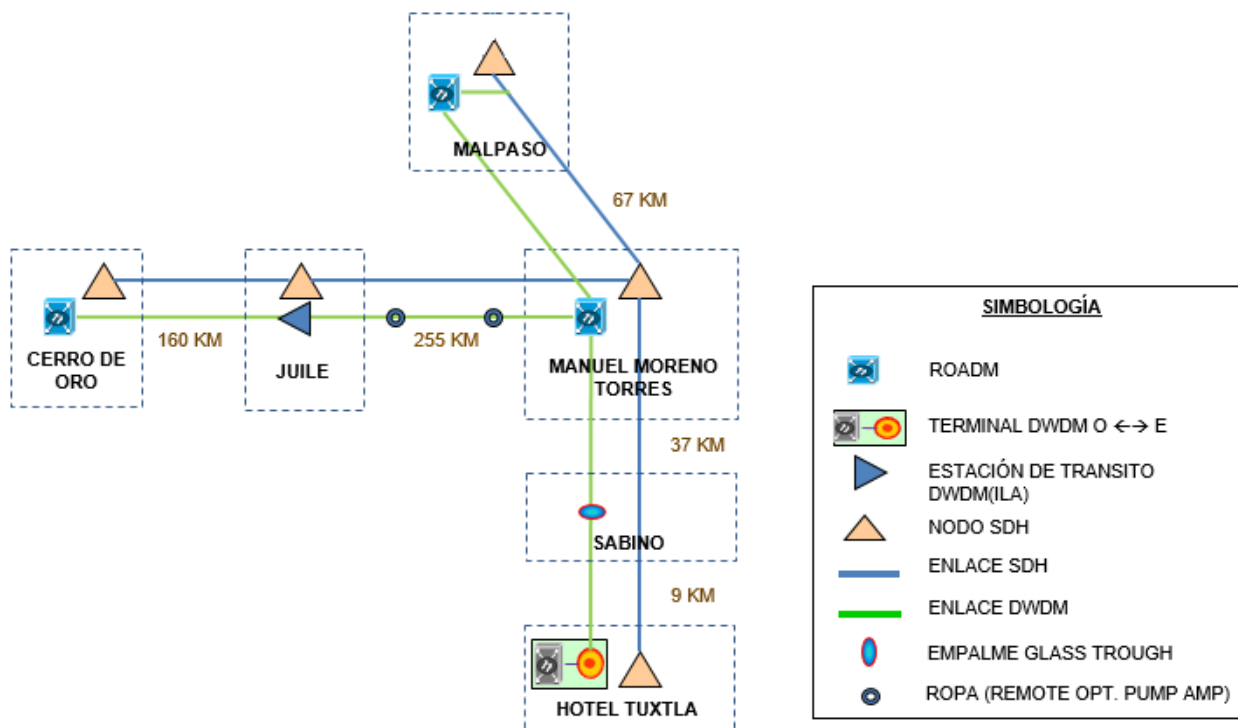 MALPASO
67 KM
160 KM
255 KM
CERRO DE
ORO
JUILE
MANUEL MORENO
TORRES
37 KM
SABINO
9 KM
HOTEL TUXTLA
SIMBOLOGÍA
ROADM
TERMINAL DWDM O ←→ E
ESTACIÓN DE TRANSITO
DWDM(ILA)
NODO SDH
ENLACE SDH
ENLACE DWDM
EMPALME GLASS TROUGH
ROPA (REMOTE OPT. PUMP AMP)